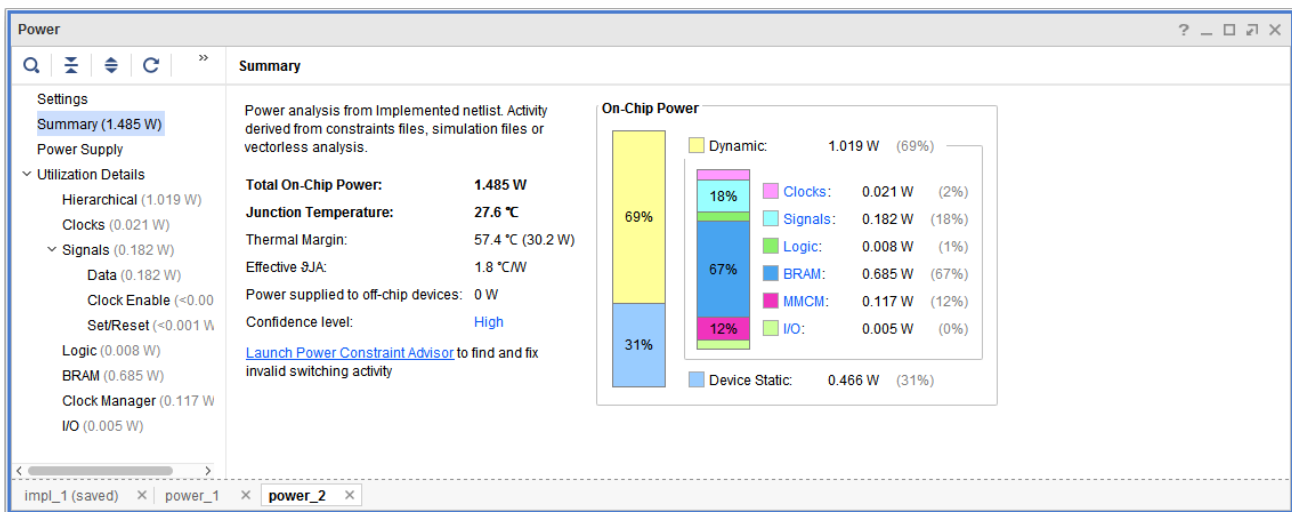 Power
? _ □ ×
»
Summary
Settings
Summary (1.485 W)
Power Supply
Utilization Details
Hierarchical (1.019 W)
Clocks (0.021 W)
Signals (0.182 W)
Data (0.182 W)
Clock Enable (<0.00
Set/Reset (<0.001 W
Logic (0.008 W)
BRAM (0.685 W)
Clock Manager (0.117 W
I/O (0.005 W)
Power analysis from Implemented netlist. Activity
derived from constraints files, simulation files or
vectorless analysis.
Total On-Chip Power: 1.485 W
Junction Temperature: 27.6 °C
Thermal Margin: 57.4 °C (30.2 W)
Effective ϑJA: 1.8 °C/W
Power supplied to off-chip devices: 0 W
Confidence level: High
Launch Power Constraint Advisor to find and fix
invalid switching activity
On-Chip Power
69%
31%
Dynamic: 1.019 W (69%)
18%
67%
12%
Clocks: 0.021 W (2%)
Signals: 0.182 W (18%)
Logic: 0.008 W (1%)
BRAM: 0.685 W (67%)
MMCM: 0.117 W (12%)
I/O: 0.005 W (0%)
Device Static: 0.466 W (31%)
impl_1 (saved) × power_1 × power_2 ×